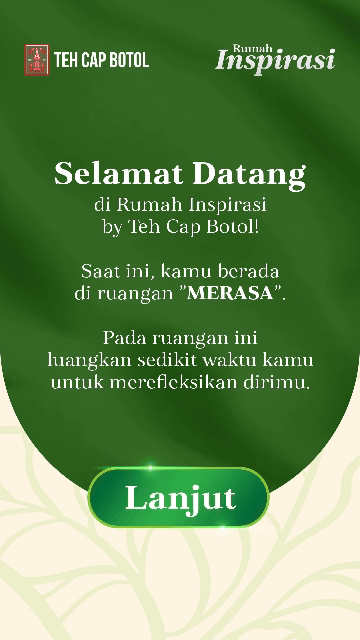 TEH CAP BOTOL
Rumah
Inspirasi
Selamat Datang
di Rumah Inspirasi
by Teh Cap Botol!
Saat ini, kamu berada
di ruangan "MERASA".
Pada ruangan ini
luangkan sedikit waktu kamu
untuk merefleksikan dirimu.
Lanjut